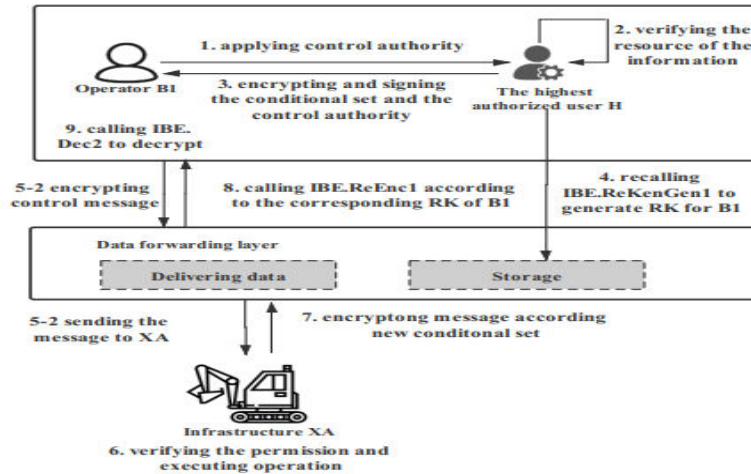 1. applying control authority
2. verifying the
resource of the
information
Operator B1
3. encrypting and signing
the conditional set and the
control authority
The highest
authorized user H
9. calling IBE.
Dec2 to decrypt
5-2 encrypting
control message
8. calling IBE.ReEnc1 according
to the corresponding RK of B1
4. recalling
IBE.ReKenGen1 to
generate RK for B1
Data forwarding layer
Delivering data
Storage
5-2 sending the
message to XA
7. encryptong message according
new conditonal set
Infrastructure XA
6. verifying the permission and
executing operation